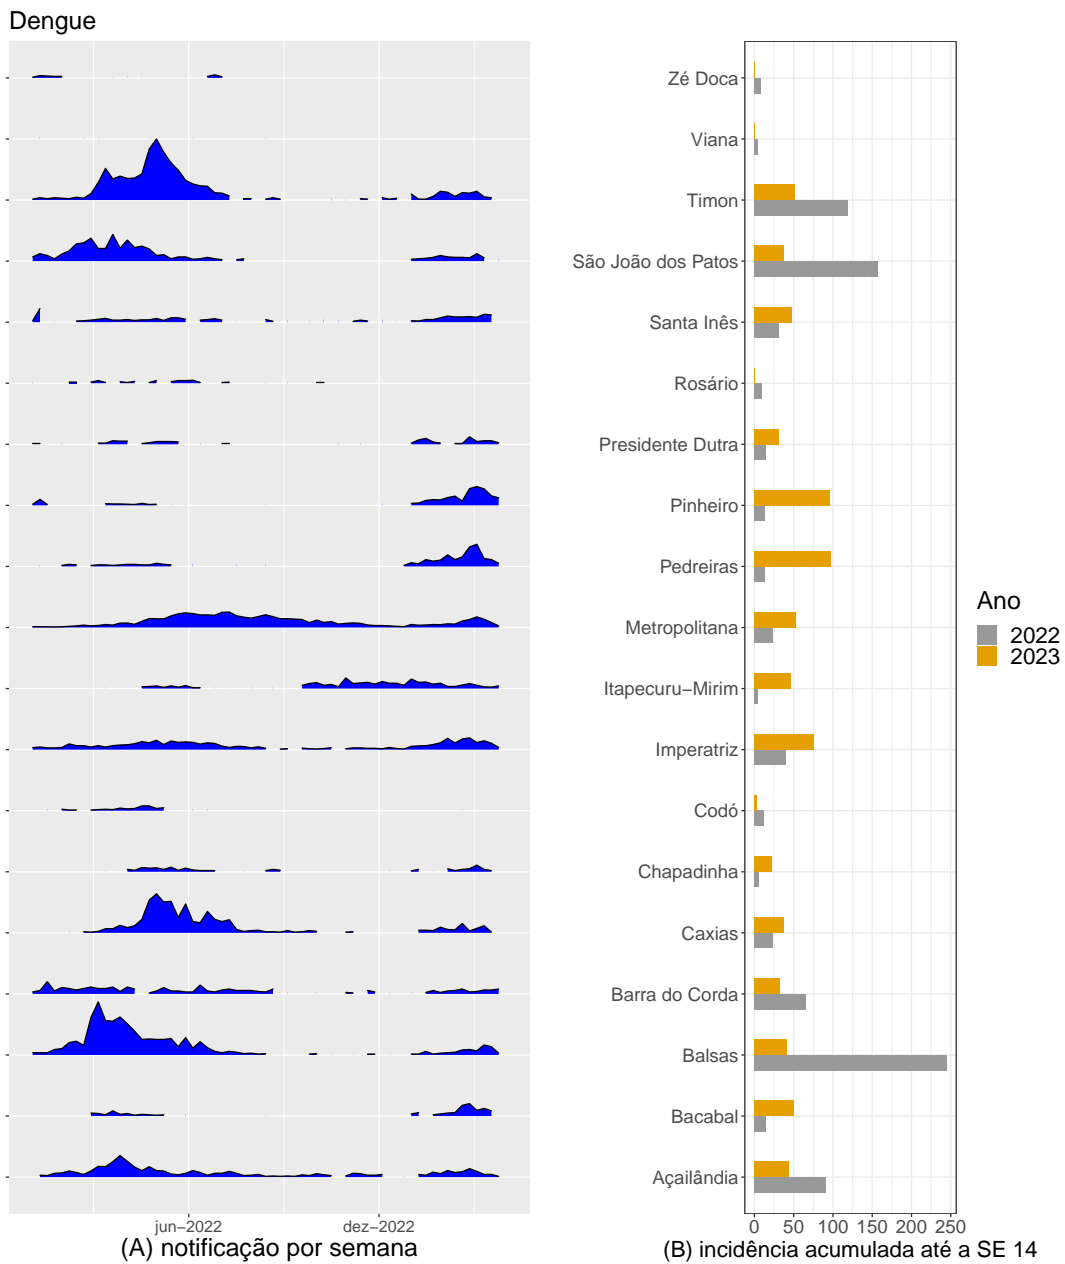 Dengue
Zé Doca
Viana
Timon
São João dos Patos
Santa Inês
Rosário
Presidente Dutra
Pinheiro
Pedreiras
Metropolitana
Itapecuru−Mirim
Imperatriz
Codó
Chapadinha
Caxias
Barra do Corda
Balsas
Bacabal
Açailândia
Ano
2022
2023
jun−2022 dez−2022
0 50 100 150 200 250
(A) notificação por semana
(B) incidência acumulada até a SE 14